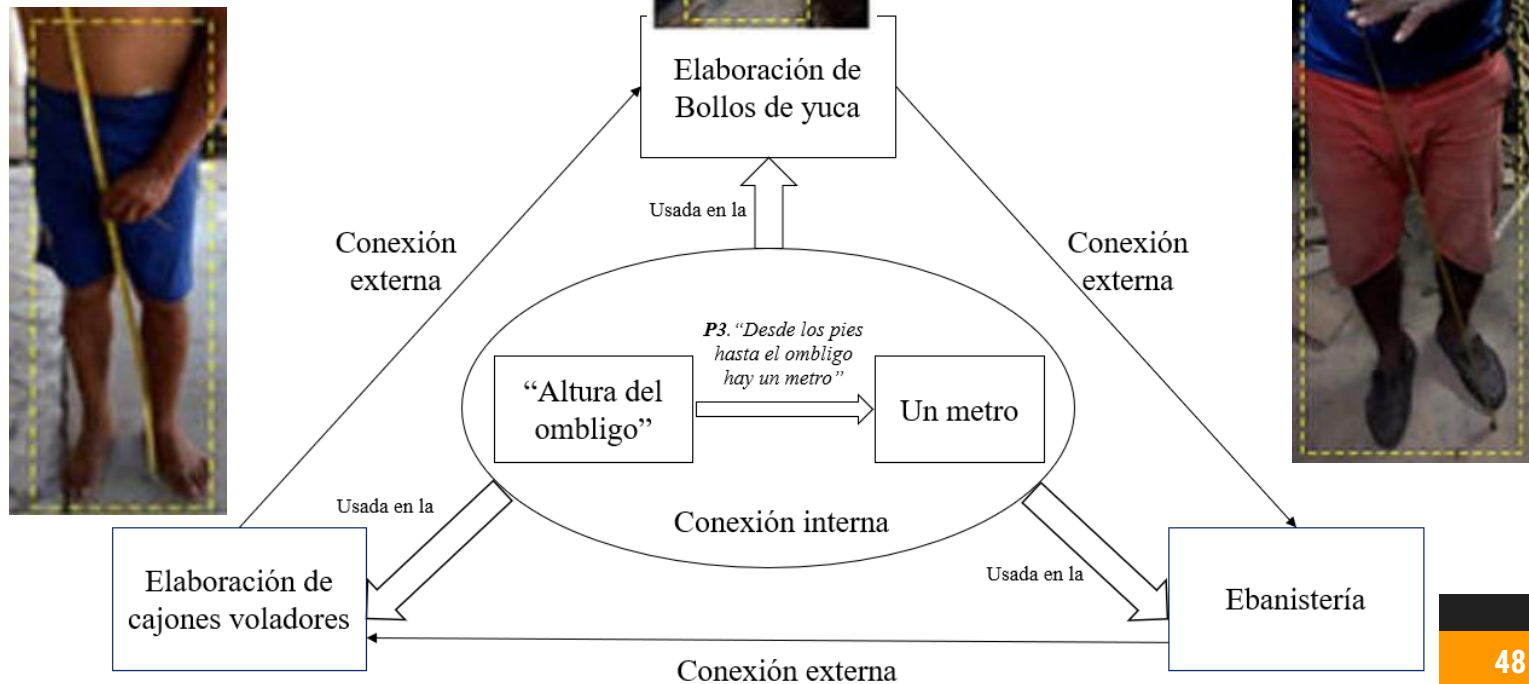 Elaboración de
Bollos de yuca
Usada en la
Conexión
externa
Conexión
externa
P3. “Desde los pies
hasta el ombligo
hay un metro”
“Altura del
ombligo”
Un metro
Usada en la
Conexión interna
Usada en la
Elaboración de
cajones voladores
Ebanistería
Conexión externa
48